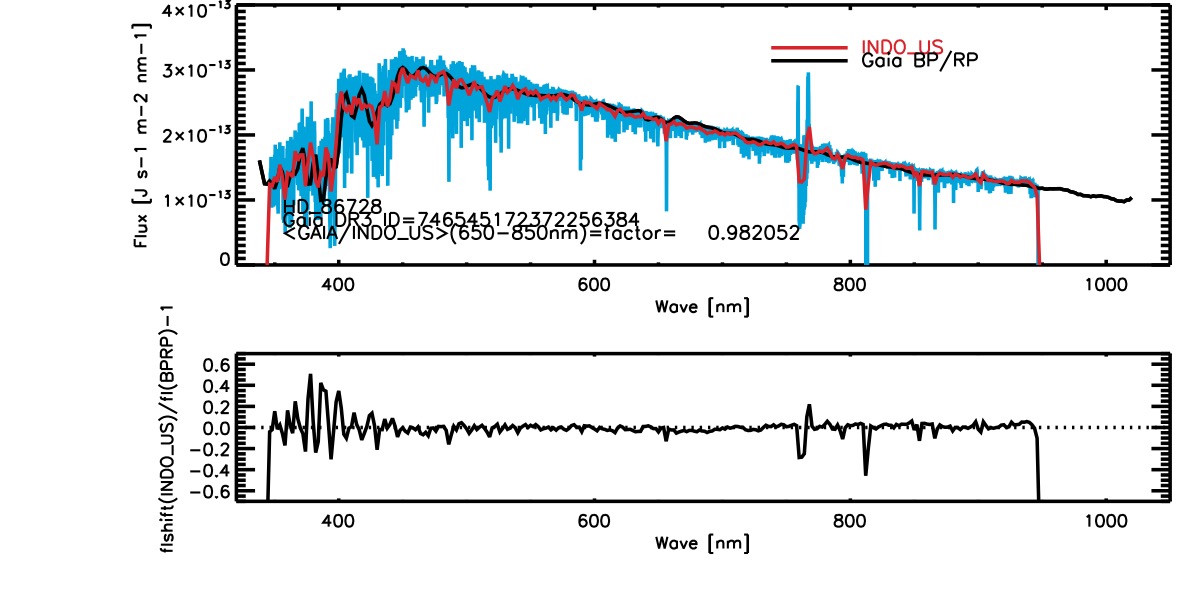 4×10−13
3×10−13
2×10−13
1×10−13
0
Flux [J s−1 m−2 nm−1]
INDO_US
Gaia BP/RP
HD_86728
Gaia DR3_ID=746545172372256384
<GAIA/INDO_US>(650−850nm)=factor= 0.982052
400 600 800 1000
Wave [nm]
flshift(INDO_US)/fl(BPRP)−1
0.6
0.4
0.2
0.0
−0.2
−0.4
−0.6
400 600 800 1000
Wave [nm]